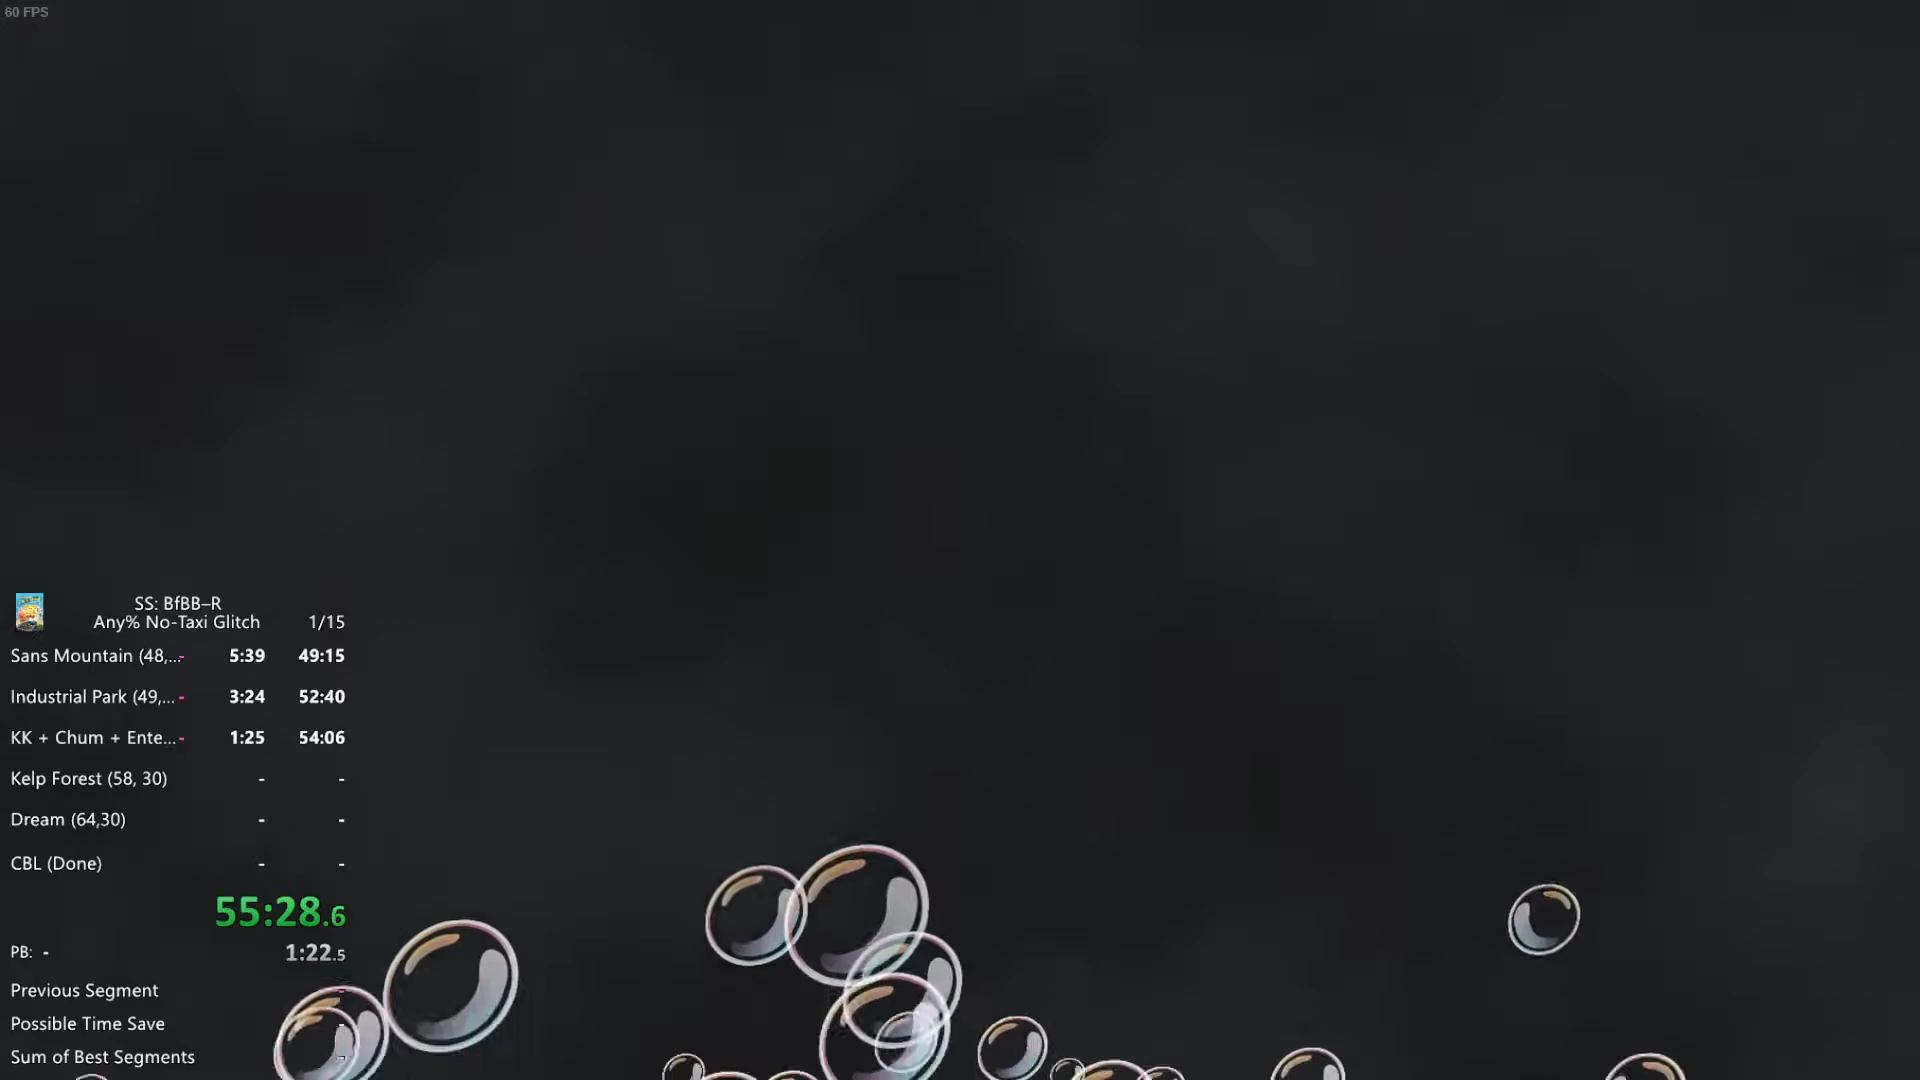 60 FPS
SS: BfBB–R
Any% No-Taxi Glitch 1/15
Sans Mountain (48,... - 5:39 49:15
Industrial Park (49,... - 3:24 52:40
KK + Chum + Ente... - 1:25 54:06
Kelp Forest (58, 30) - -
Dream (64,30) - -
CBL (Done) - -
55:28.6
PB: - 1:22.5
Previous Segment -
Possible Time Save -
Sum of Best Segments -